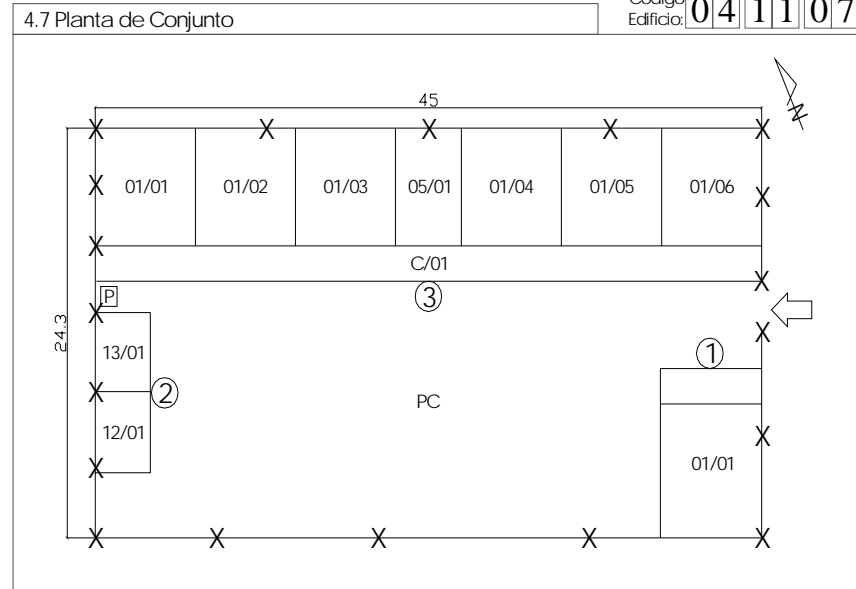 4.7 Planta de Conjunto
Código
Edificio: 0 4 1 1 0 7
45
N
01/01 01/02 01/03 05/01 01/04 01/05 01/06
C/01
3
P
24.3
13/01
1
2
PC
12/01
01/01